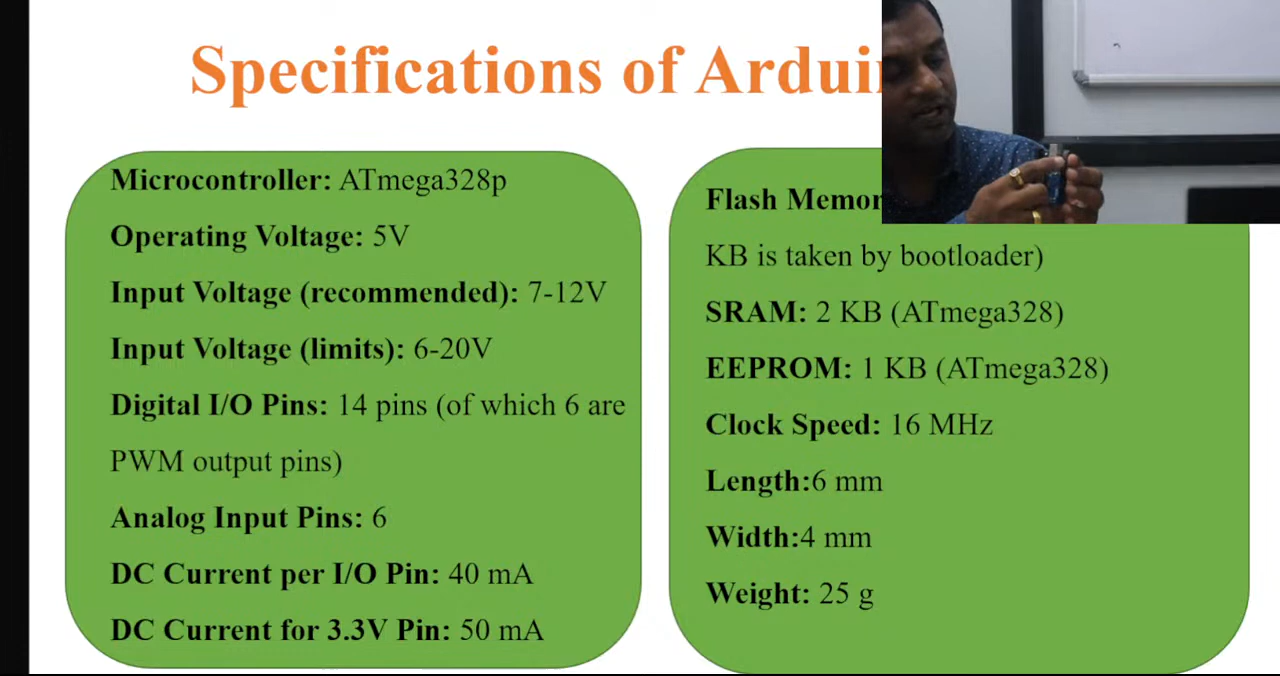 Specifications of
Microcontroller: ATmega328p
Operating Voltage: 5V
Input Voltage (recommended): 7-12V
Input Voltage (limits): 6-20V
Digital I/O Pins: 14 pins (of which 6 are
PWM output pins)
Analog Input Pins: 6
DC Current per I/O Pin: 40 mA
DC Current for 3.3V Pin: 50 mA
Flash
KB is taken by bootloader)
SRAM: 2 KB (ATmega328)
EEPROM: 1 KB (ATmega328)
Clock Speed: 16 MHz
Length:6 mm
Width:4 mm
Weight: 25 g